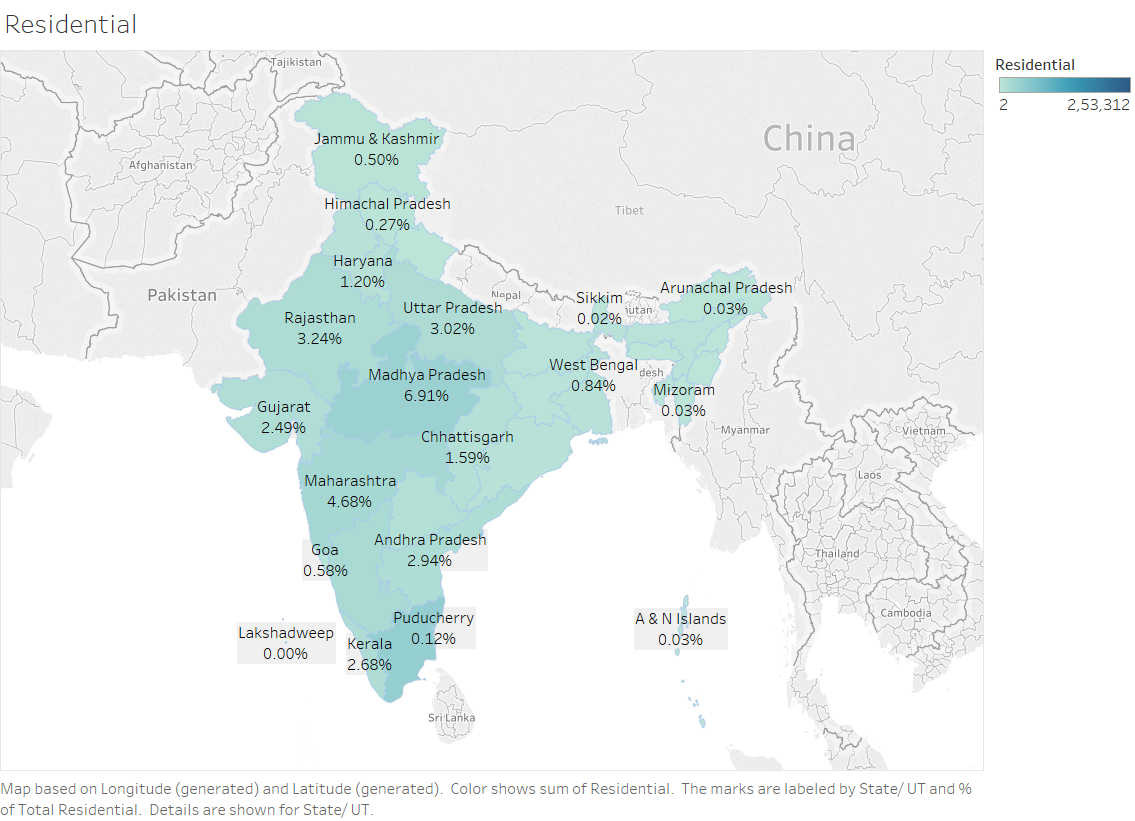 Residential
Tajikistan
Residential
2 2,53,312
China
Jammu & Kashmir
0.50%
Afghanistan
Himachal Pradesh
0.27%
Tibet
Haryana
1.20%
Pakistan
Nepal
Sikkim
0.02%
utan
Arunachal Pradesh
0.03%
Uttar Pradesh
3.02%
Rajasthan
3.24%
Madhya Pradesh
6.91%
West Bengal
0.84%
desh
Mizoram
0.03%
Gujarat
2.49%
Myanmar
Vietnam
Chhattisgarh
1.59%
Laos
Maharashtra
4.68%
Goa
0.58%
Andhra Pradesh
2.94%
Thailand
Cambodia
Puducherry
0.12%
A & N Islands
0.03%
Lakshadweep
0.00%
Kerala
2.68%
Sri Lanka
Map based on Longitude (generated) and Latitude (generated).  Color shows sum of Residential.  The marks are labeled by State/ UT and %
of Total Residential.  Details are shown for State/ UT.